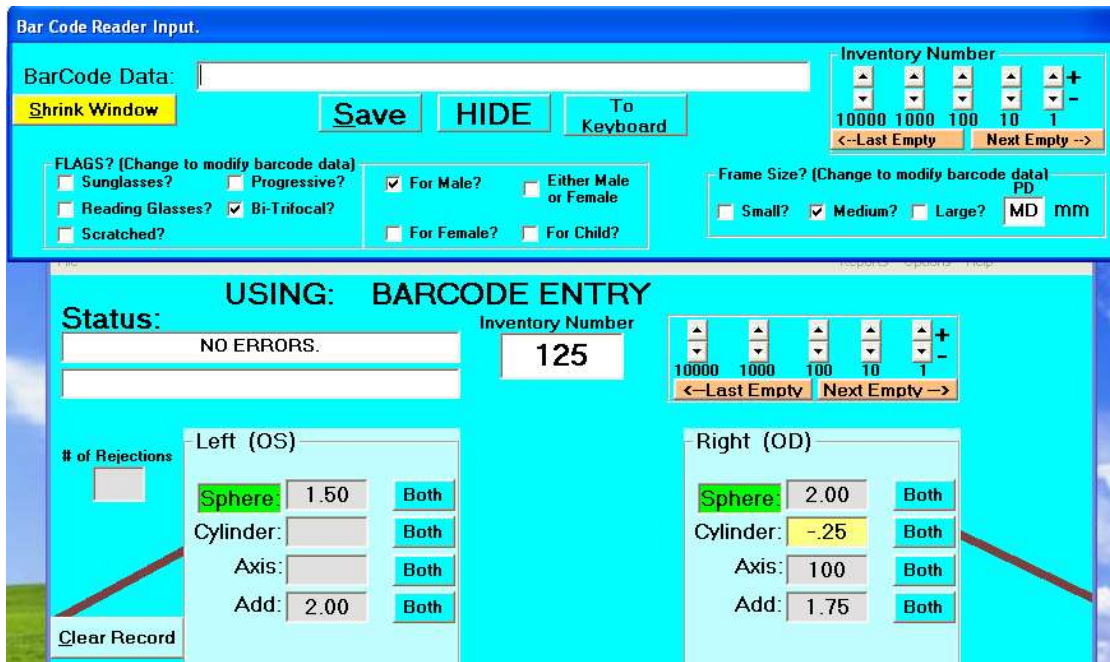 Bar Code Reader Input.
Inventory Number
BarCode Data:
+
Shrink Window
Save
HIDE
To
Keyboard
-
10000 1000 100 10 1
<--Last Empty
Next Empty -->
FLAGS? (Change to modify barcode data)
Sunglasses?
Progressive?
Reading Glasses?
Bi-Trifocal?
Scratched?
For Male?
Either Male
or Female
For Female?
For Child?
Frame Size? (Change to modify barcode data)
PD
Small?
Medium?
Large?
MD mm
File
Reports Options Help
USING: BARCODE ENTRY
Status:
NO ERRORS.
Inventory Number
125
+
-
10000 1000 100 10 1
<--Last Empty
Next Empty -->
# of Rejections
Left (OS)
Sphere: 1.50 Both
Cylinder: Both
Axis: Both
Add: 2.00 Both
Right (OD)
Sphere: 2.00 Both
Cylinder: -.25 Both
Axis: 100 Both
Add: 1.75 Both
Clear Record